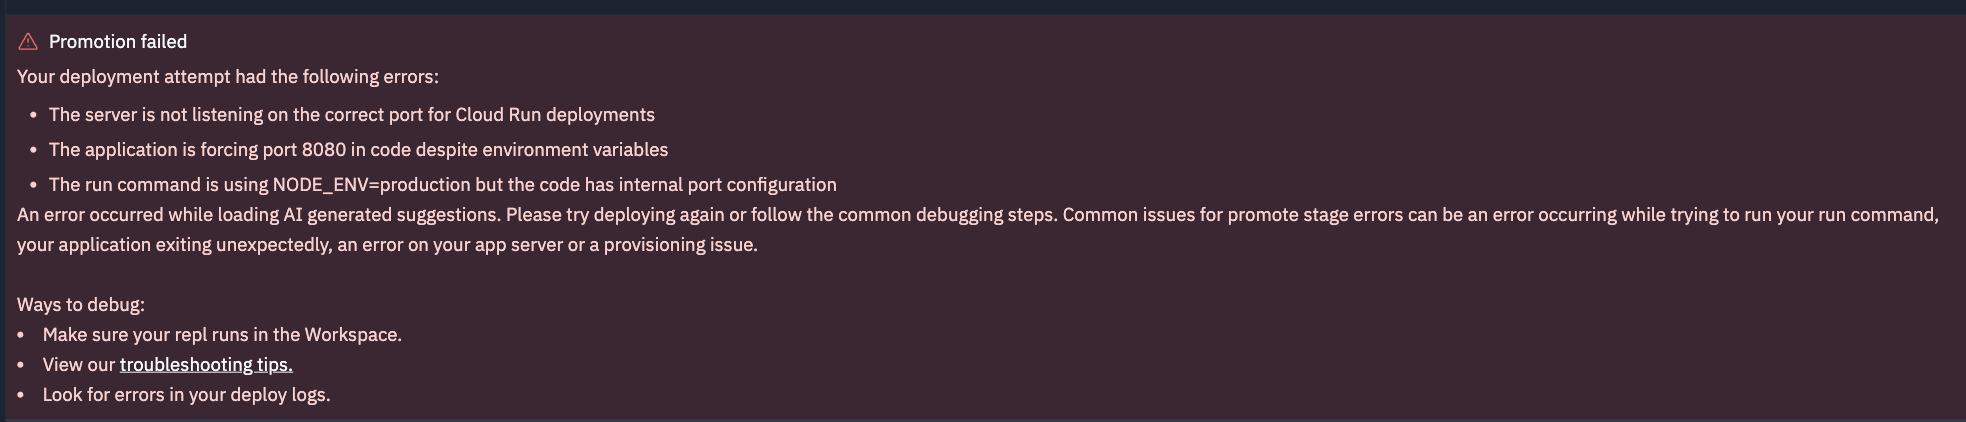 Promotion failed
Your deployment attempt had the following errors:
• The server is not listening on the correct port for Cloud Run deployments
• The application is forcing port 8080 in code despite environment variables
• The run command is using NODE_ENV=production but the code has internal port configuration
An error occurred while loading AI generated suggestions. Please try deploying again or follow the common debugging steps. Common issues for promote stage errors can be an error occurring while trying to run your run command,
your application exiting unexpectedly, an error on your app server or a provisioning issue.
Ways to debug:
• Make sure your repl runs in the Workspace.
• View our troubleshooting tips.
• Look for errors in your deploy logs.